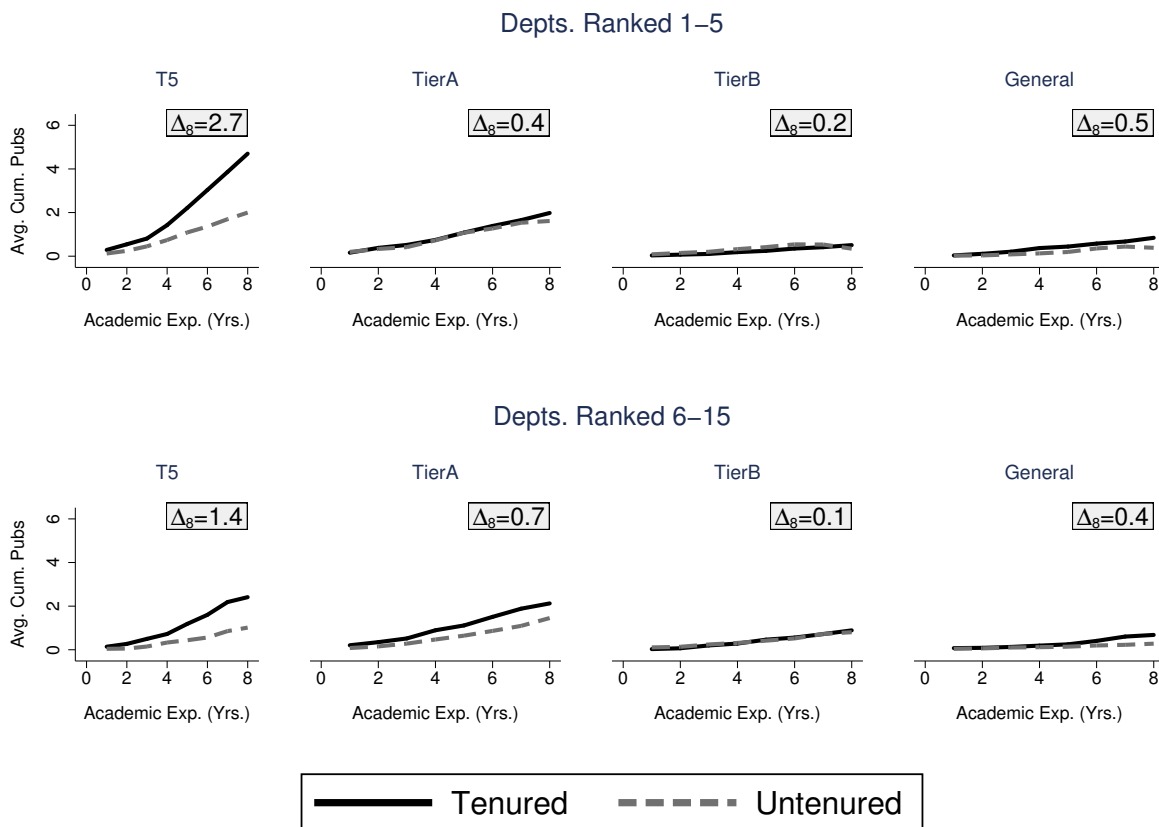 Depts. Ranked 1−5
T5 TierA TierB General
Δ8=2.7 Δ8=0.4 Δ8=0.2 Δ8=0.5
Avg. Cum. Pubs
6
4
2
0
0 2 4 6 8 0 2 4 6 8 0 2 4 6 8 0 2 4 6 8
Academic Exp. (Yrs.) Academic Exp. (Yrs.) Academic Exp. (Yrs.) Academic Exp. (Yrs.)
Depts. Ranked 6−15
T5 TierA TierB General
Δ8=1.4 Δ8=0.7 Δ8=0.1 Δ8=0.4
Avg. Cum. Pubs
6
4
2
0
0 2 4 6 8 0 2 4 6 8 0 2 4 6 8 0 2 4 6 8
Academic Exp. (Yrs.) Academic Exp. (Yrs.) Academic Exp. (Yrs.) Academic Exp. (Yrs.)
Tenured Untenured